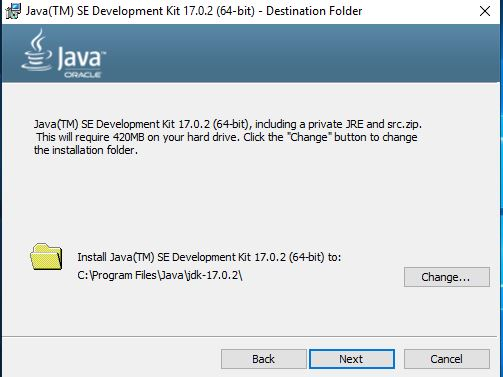 Java(TM) SE Development Kit 17.0.2 (64-bit) - Destination Folder
Java™
ORACLE
Java(TM) SE Development Kit 17.0.2 (64-bit), including a private JRE and src.zip.
This will require 420MB on your hard drive. Click the "Change" button to change
the installation folder.
Install Java(TM) SE Development Kit 17.0.2 (64-bit) to:
C:\Program Files\Java\jdk-17.0.2\
Change...
Back
Next
Cancel